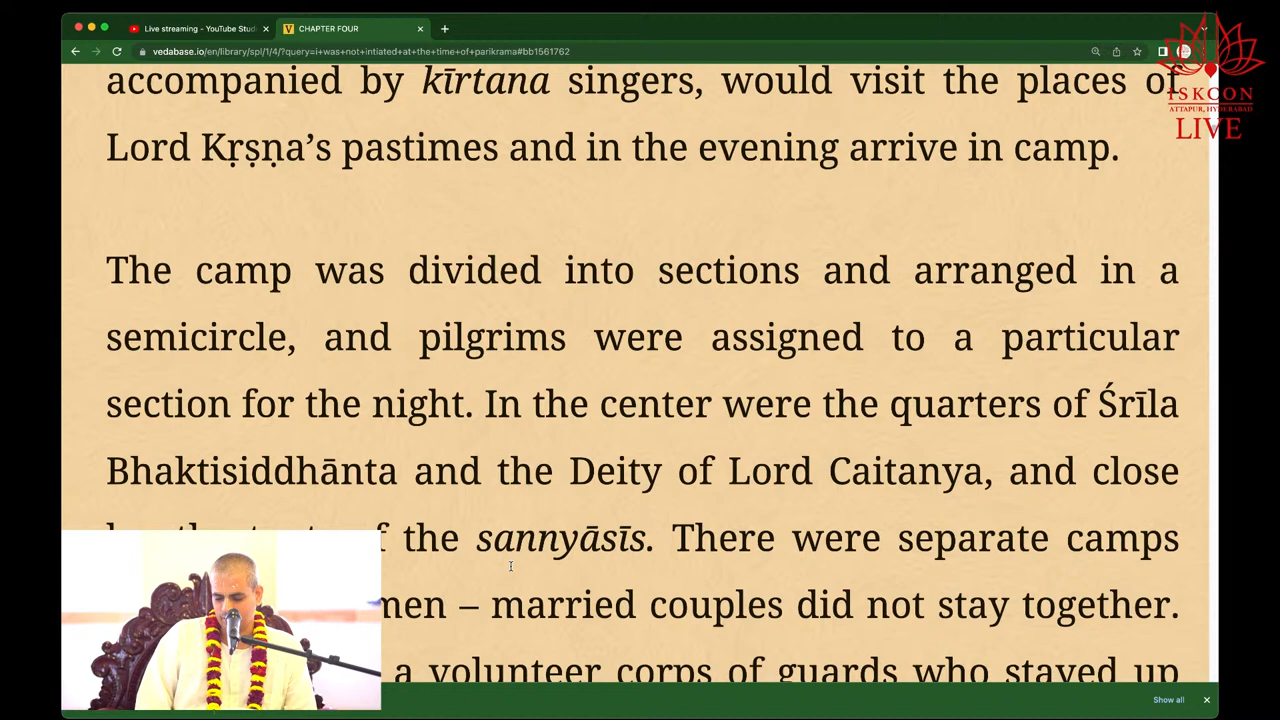 Live streaming - YouTube Stud
CHAPTER FOUR
vedabase.io/en/library/spl/1/4/?query=i+was+not+intiated+at+the+time+of+parikrama#bb1561762
ISKCON
ATTAPUR, HYDERABAD
LIVE
accompanied by kīrtana singers, would visit the places of
Lord Kṛṣṇa’s pastimes and in the evening arrive in camp.
The camp was divided into sections and arranged in a
semicircle, and pilgrims were assigned to a particular
section for the night. In the center were the quarters of Śrīla
Bhaktisiddhānta and the Deity of Lord Caitanya, and close
the sannyāsīs. There were separate camps
men – married couples did not stay together.
a volunteer corps of guards who stayed up
Show all